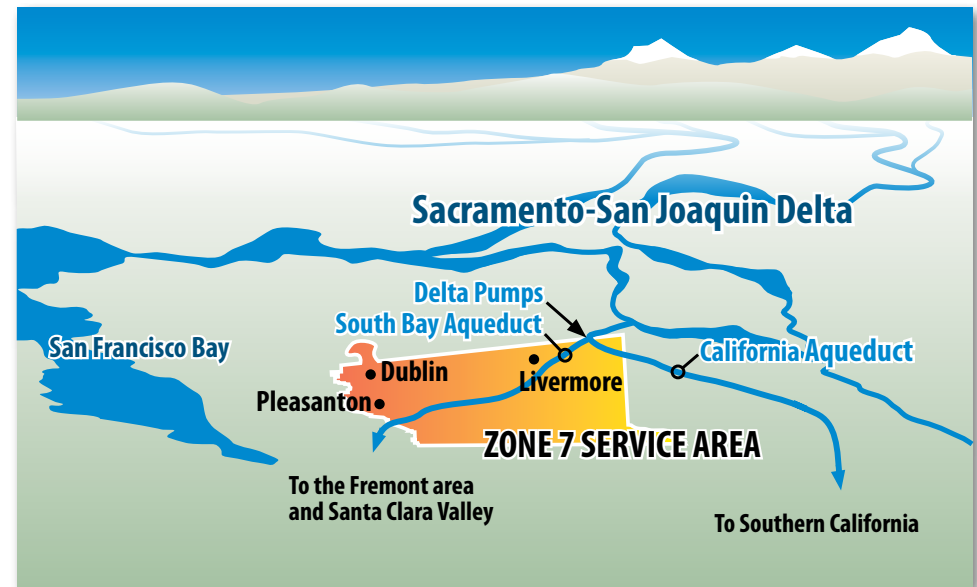 Sacramento-San Joaquin Delta
Delta Pumps
South Bay Aqueduct
San Francisco Bay
California Aqueduct
Dublin
Livermore
Pleasanton
ZONE 7 SERVICE AREA
To the Fremont area
and Santa Clara Valley
To Southern California